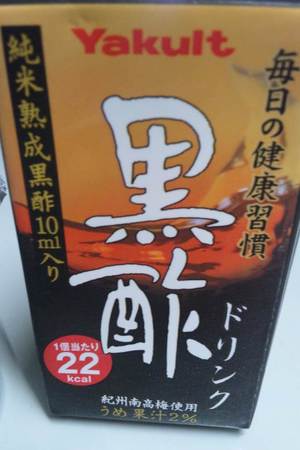 Yakult
毎日の健康習慣
黒酢
ドリンク
純米熟成黒酢10ml入り
1個当たり
22
kcal
紀州南高梅使用
うめ果汁2%